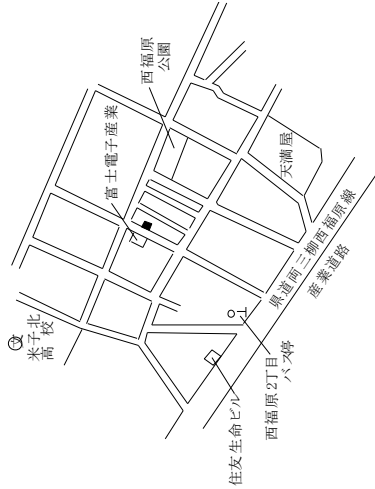 西福原
公園
富士電子産業
天満屋
県道両三柳西福原線
産業道路
米子北
高校
西福原2丁目
バス停
住友生命ビル